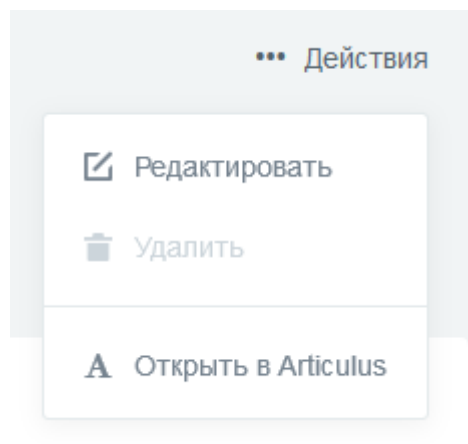 ••• Действия
Редактировать
Удалить
A Открыть в Articulus